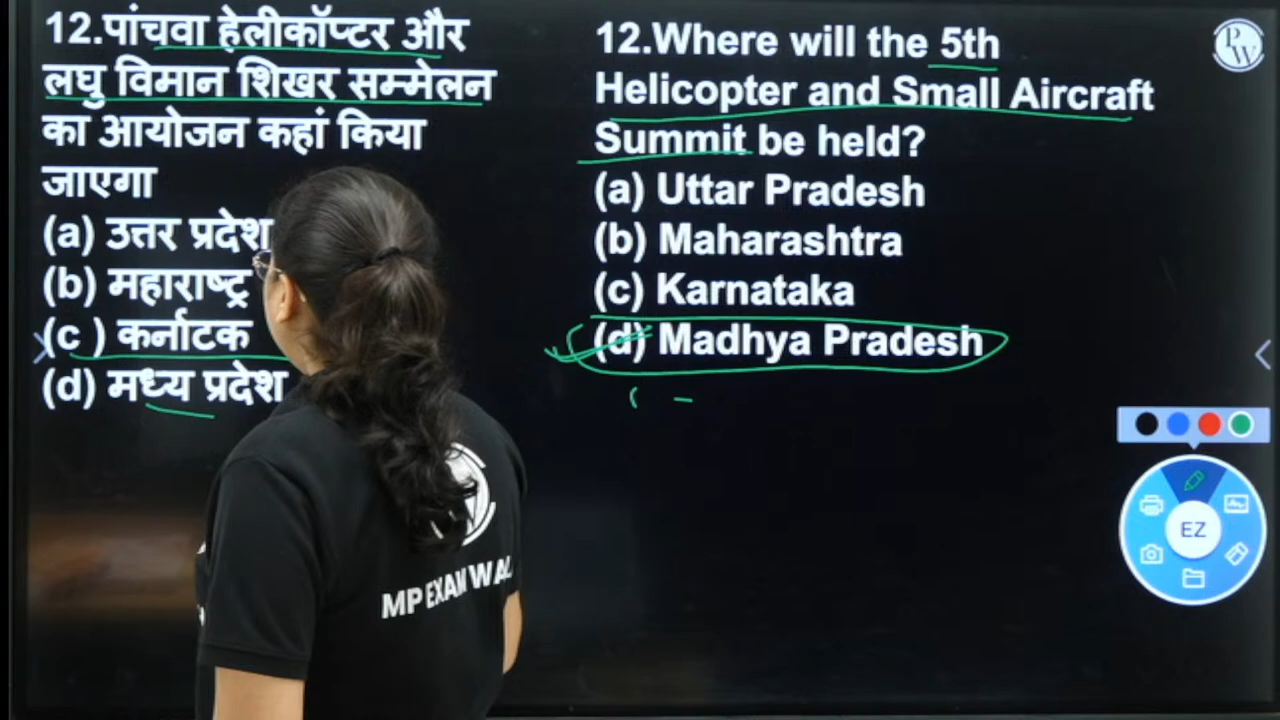 12.पांचवा हेलीकॉप्टर और
लघु विमान शिखर सम्मेलन
का आयोजन कहां किया
जाएगा
(a) उत्तर प्रदेश
(b) महाराष्ट्र
(c ) कर्नाटक
(d) मध्य प्रदेश
12.Where will the 5th
Helicopter and Small Aircraft
Summit be held?
(a) Uttar Pradesh
(b) Maharashtra
(c) Karnataka
(d) Madhya Pradesh
PW
EZ
MP EXAM